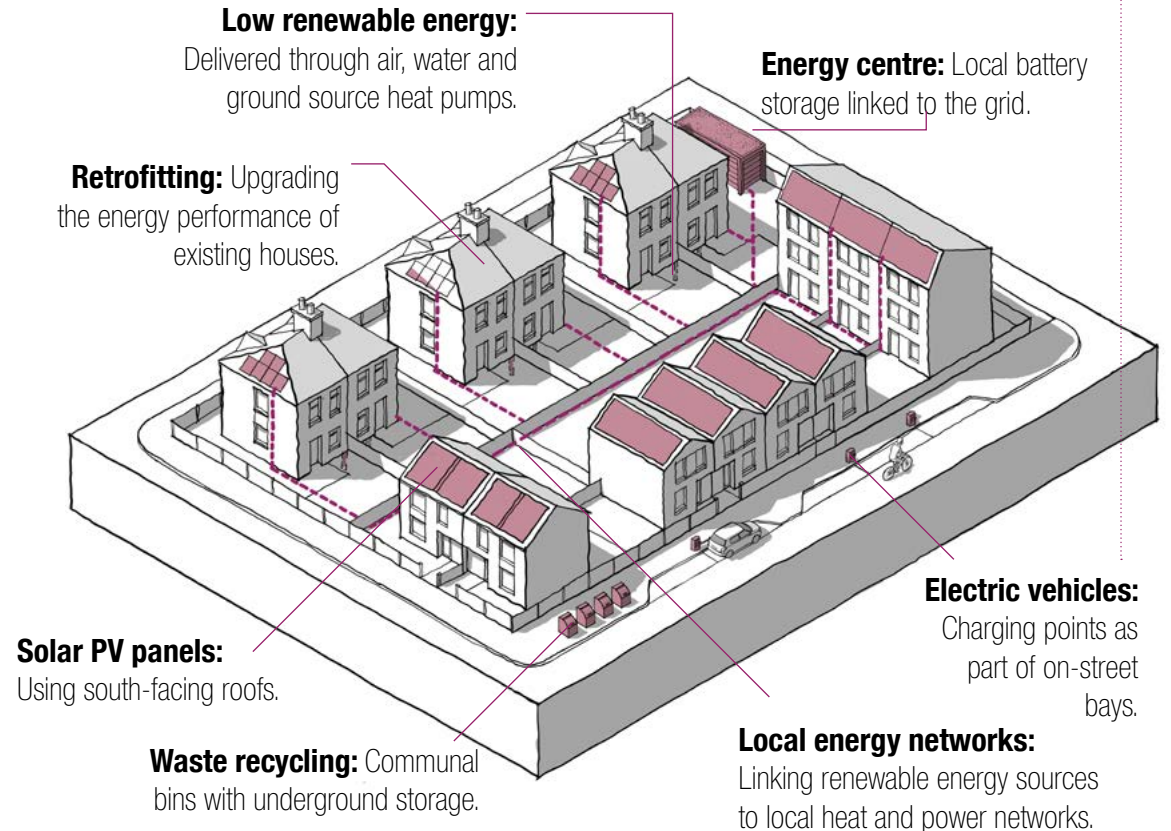 Low renewable energy:
Delivered through air, water and
ground source heat pumps.
Energy centre: Local battery
storage linked to the grid.
Retrofitting: Upgrading
the energy performance of
existing houses.
Electric vehicles:
Charging points as
part of on-street
bays.
Solar PV panels:
Using south-facing roofs.
Local energy networks:
Linking renewable energy sources
to local heat and power networks.
Waste recycling: Communal
bins with underground storage.